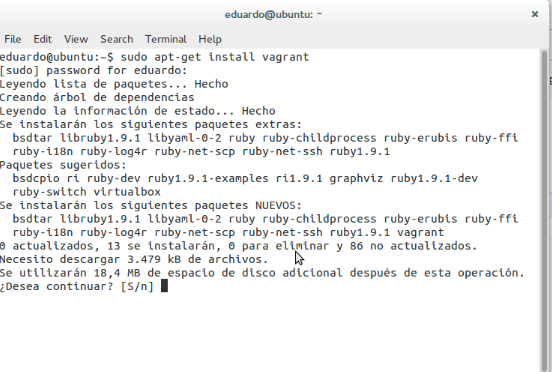 eduardo@ubuntu: ~
File Edit View Search Terminal Help
eduardo@ubuntu:~$ sudo apt-get install vagrant
[sudo] password for eduardo:
Leyendo lista de paquetes... Hecho
Creando árbol de dependencias
Leyendo la información de estado... Hecho
Se instalarán los siguientes paquetes extras:
  bsdtar libruby1.9.1 libyaml-0-2 ruby ruby-childprocess ruby-erubis ruby-ffi
  ruby-i18n ruby-log4r ruby-net-scp ruby-net-ssh ruby1.9.1
Paquetes sugeridos:
  bsdcpio ri ruby-dev ruby1.9.1-examples ri1.9.1 graphviz ruby1.9.1-dev
  ruby-switch virtualbox
Se instalarán los siguientes paquetes NUEVOS:
  bsdtar libruby1.9.1 libyaml-0-2 ruby ruby-childprocess ruby-erubis ruby-ffi
  ruby-i18n ruby-log4r ruby-net-scp ruby-net-ssh ruby1.9.1 vagrant
0 actualizados, 13 se instalarán, 0 para eliminar y 86 no actualizados.
Necesito descargar 3.479 kB de archivos.
Se utilizarán 18,4 MB de espacio de disco adicional después de esta operación.
¿Desea continuar? [S/n]